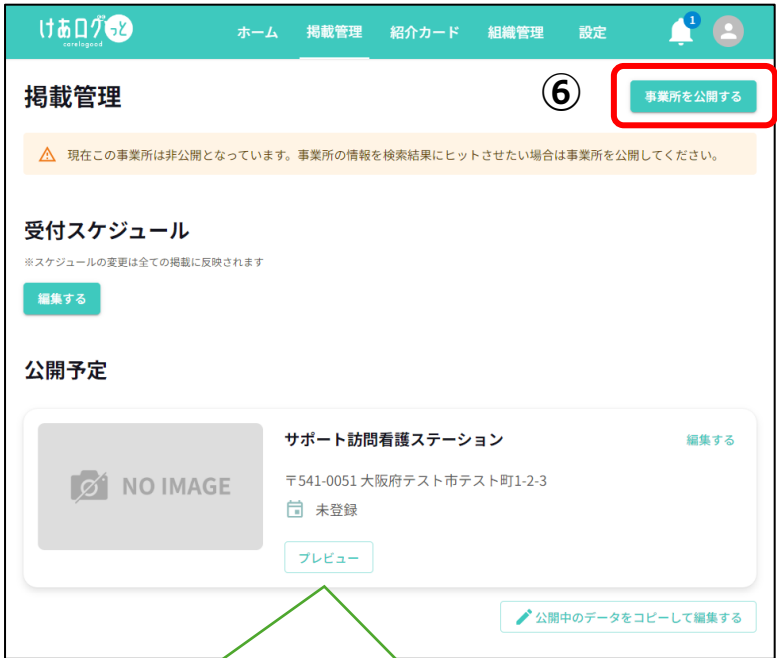 けあログっと
carelogood
ホーム 掲載管理 紹介カード 組織管理 設定
1
掲載管理
⑥
事業所を公開する
現在この事業所は非公開となっています。事業所の情報を検索結果にヒットさせたい場合は事業所を公開してください。
受付スケジュール
※スケジュールの変更は全ての掲載に反映されます
編集する
公開予定
サポート訪問看護ステーション
編集する
NO IMAGE
〒541-0051 大阪府テスト市テスト町1-2-3
未登録
プレビュー
公開中のデータをコピーして編集する